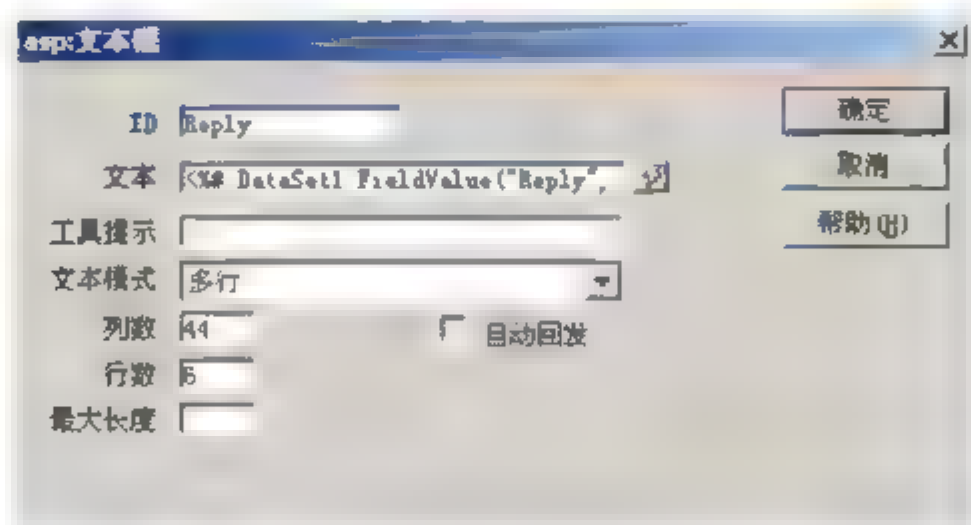 asp:文本框
ID Reply 确定
文本 <%# DataSet1.FieldValue("Reply", 取消
工具提示 帮助(H)
文本模式 多行
列数 44 自动回发
行数 6
最大长度